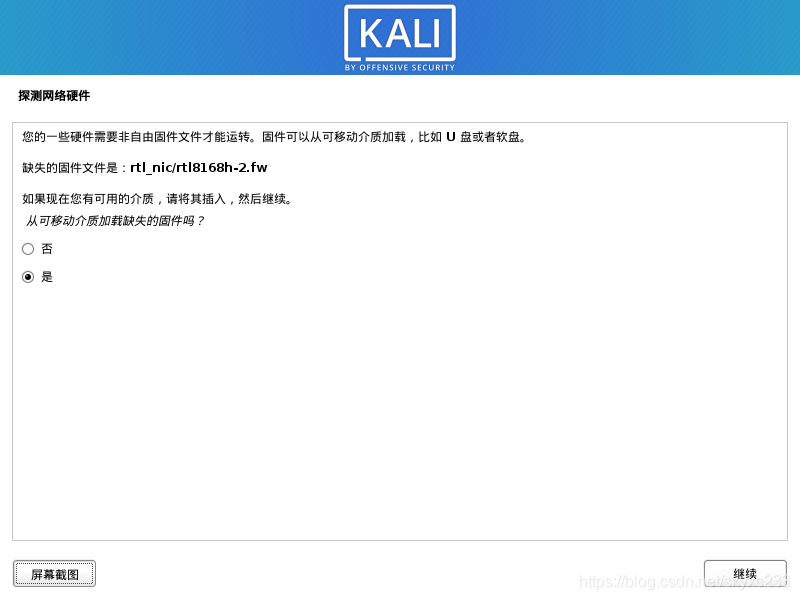 KALI
BY OFFENSIVE SECURITY
探测网络硬件
您的一些硬件需要非自由固件文件才能运转。固件可以从可移动介质加载，比如 U 盘或者软盘。
缺失的固件文件是：rtl_nic/rtl8168h-2.fw
如果现在您有可用的介质，请将其插入，然后继续。
从可移动介质加载缺失的固件吗？
否
是
屏幕截图
继续